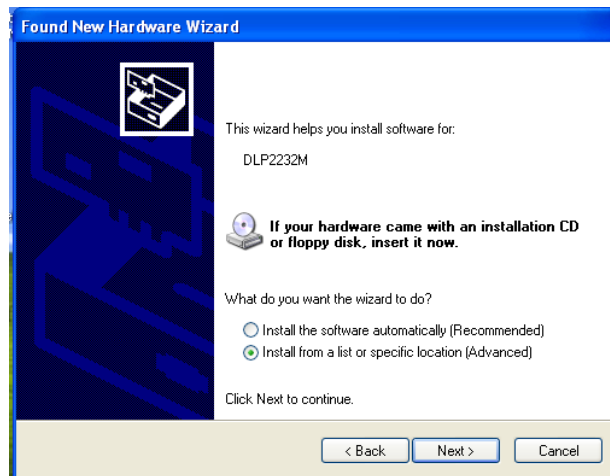 Found New Hardware Wizard
This wizard helps you install software for:
DLP2232M
If your hardware came with an installation CD
or floppy disk, insert it now.
What do you want the wizard to do?
Install the software automatically (Recommended)
Install from a list or specific location (Advanced)
Click Next to continue.
< Back Next > Cancel